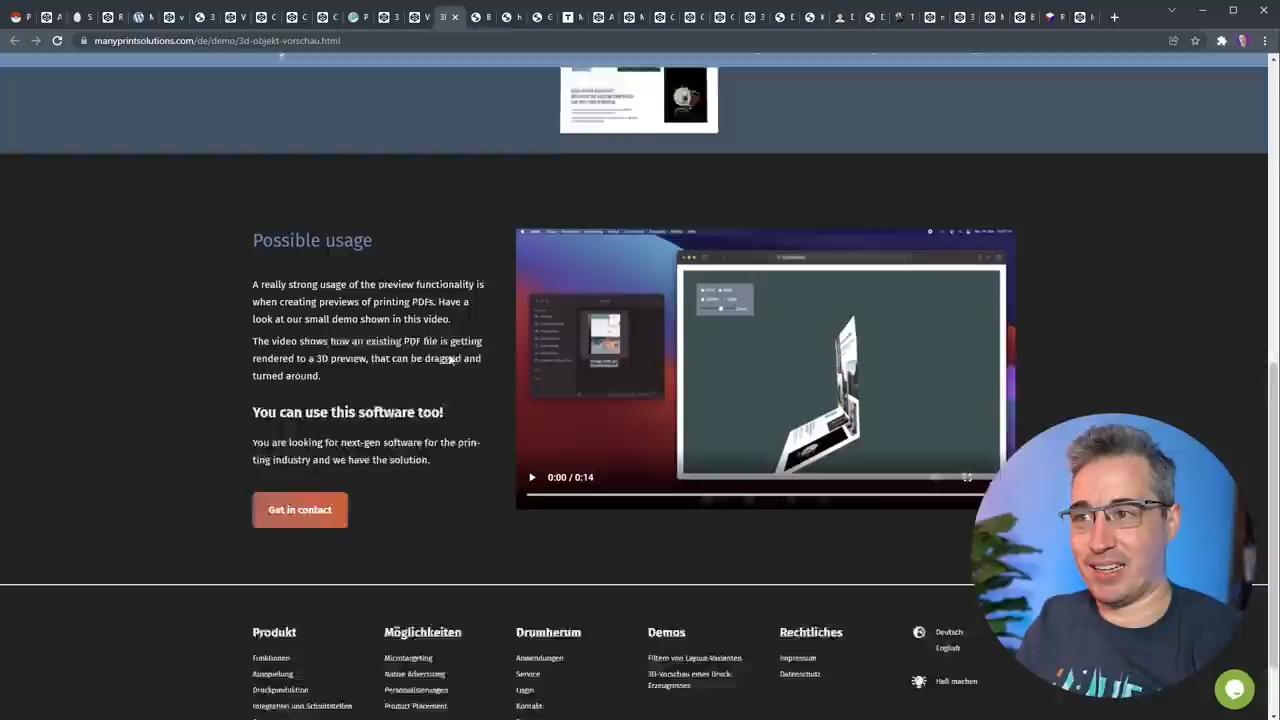 manyprintsolutions.com/de/demo/3d-objekt-vorschau.html
Possible usage
A really strong usage of the preview functionality is
when creating previews of printing PDFs. Have a
look at our small demo shown in this video.
The video shows how an existing PDF file is getting
rendered to a 3D preview, that can be dragged and
turned around.
You can use this software too!
You are looking for next-gen software for the prin-
ting industry and we have the solution.
Get in contact
0:00 / 0:14
Produkt
Funktionen
Ausspielung
Druckproduktion
Integration und Schnittstellen
Möglichkeiten
Microtargeting
Native Advertising
Personalisierungen
Product Placement
Drumherum
Anwendungen
Service
Login
Kontakt
Demos
Filtern von Layout-Varianten
3D-Vorschau eines Druck-
Erzeugnisses
Rechtliches
Impressum
Datenschutz
Deutsch
English
Hell machen